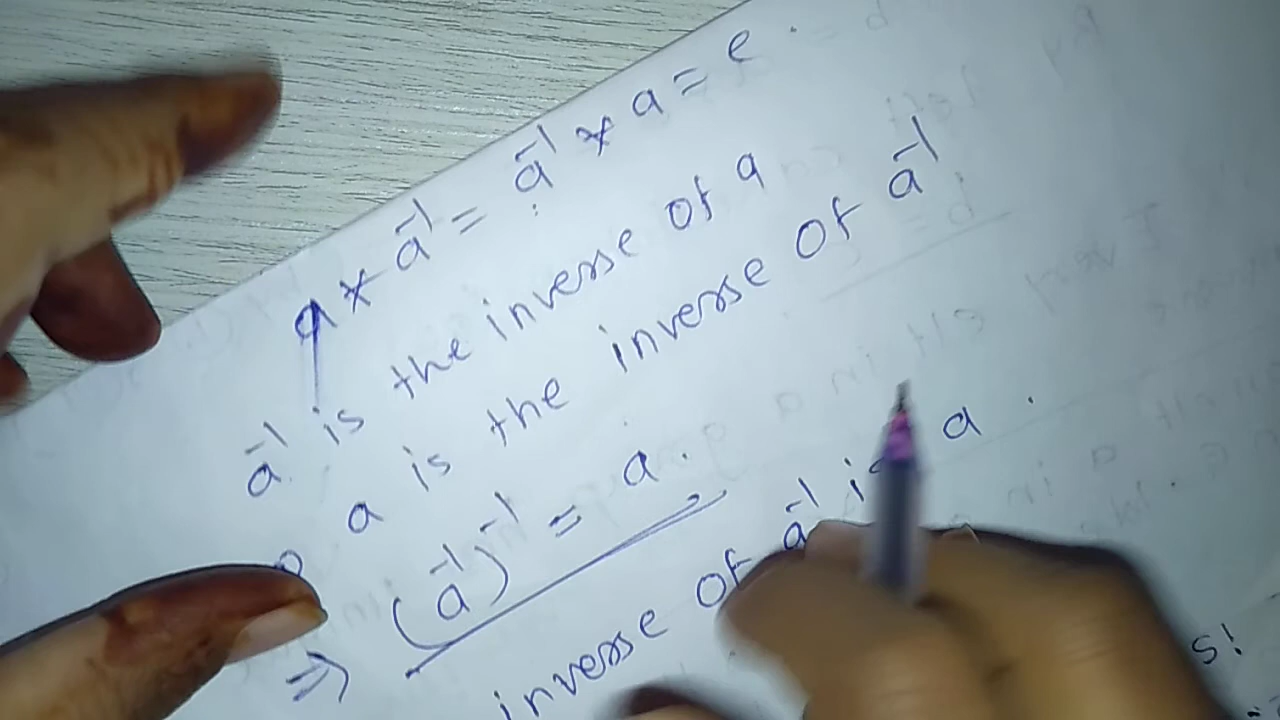 a * a⁻¹ = a⁻¹ * a = e.
a⁻¹ is the inverse of a
a is the inverse of a⁻¹
⇒ (a⁻¹)⁻¹ = a.
inverse of a⁻¹ is a.
s!